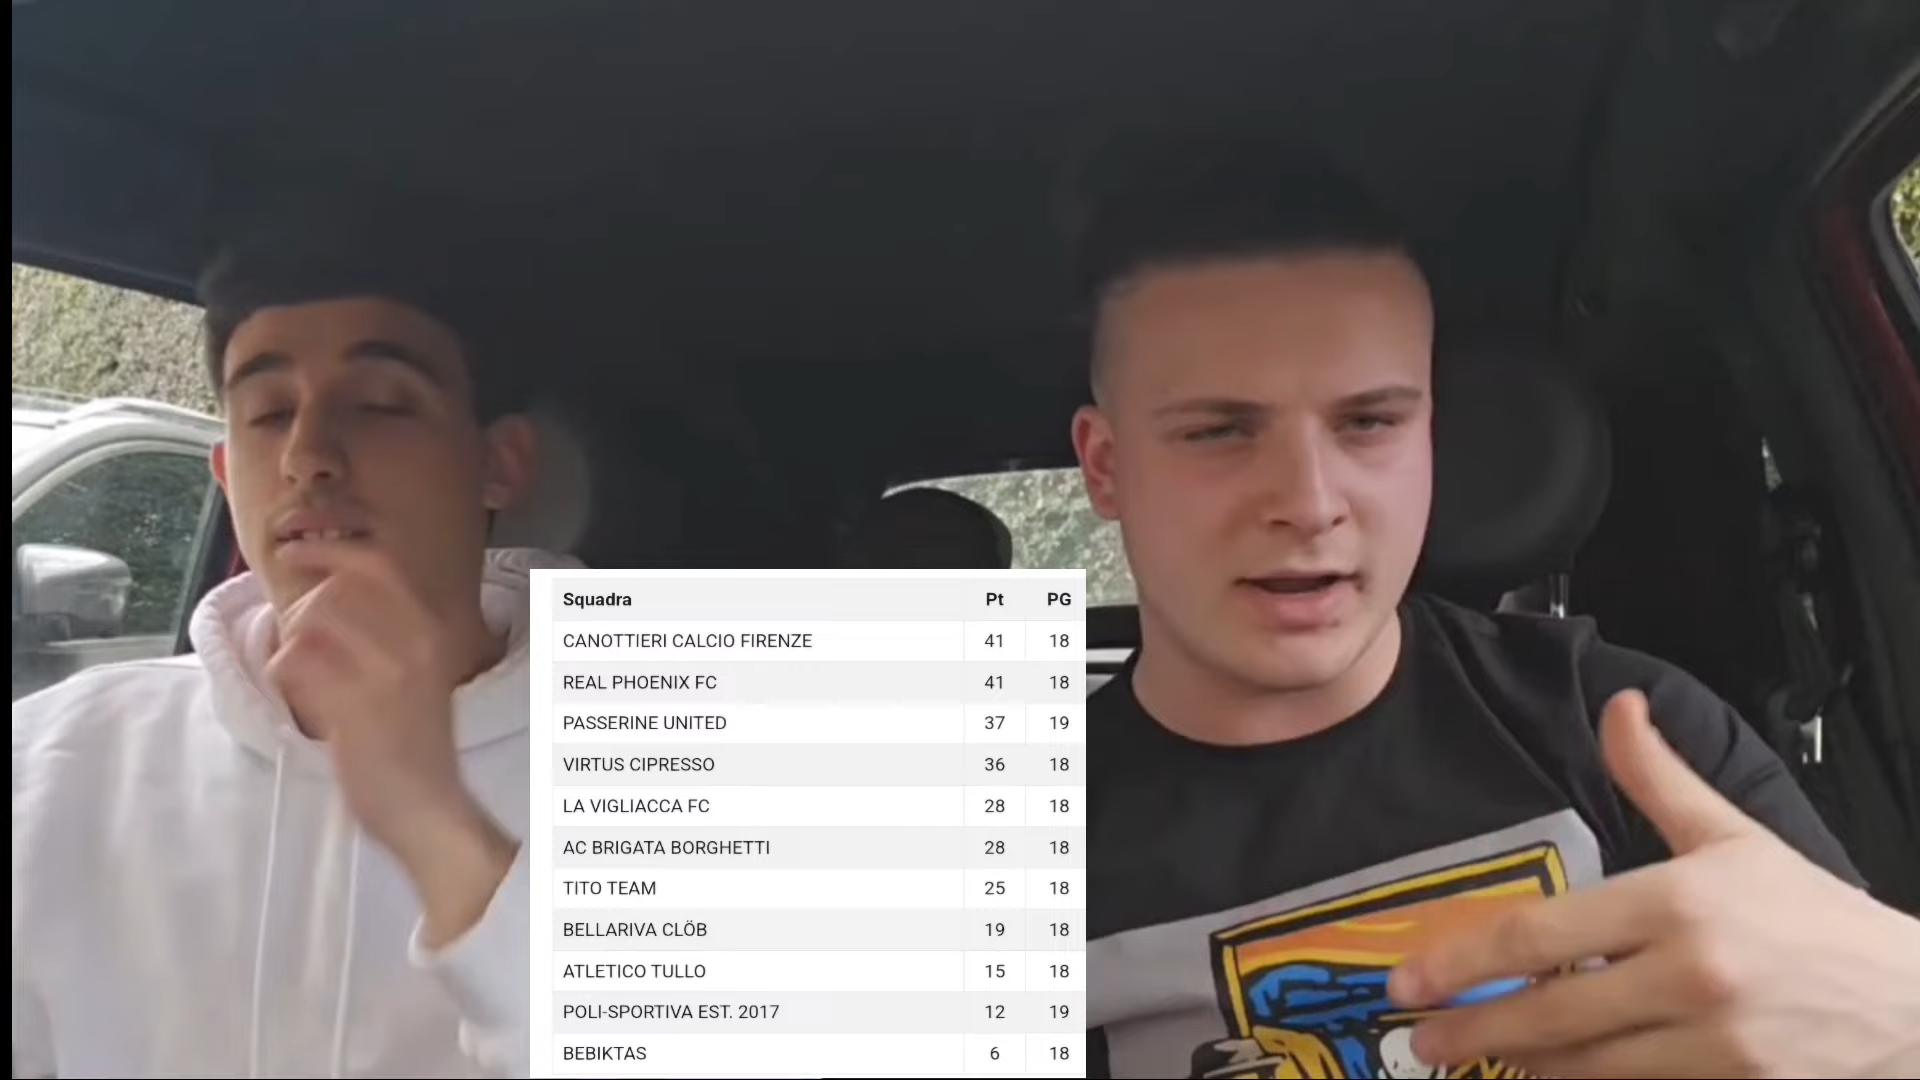 Squadra Pt PG
CANOTTIERI CALCIO FIRENZE 41 18
REAL PHOENIX FC 41 18
PASSERINE UNITED 37 19
VIRTUS CIPRESSO 36 18
LA VIGLIACCA FC 28 18
AC BRIGATA BORGHETTI 28 18
TITO TEAM 25 18
BELLARIVA CLÖB 19 18
ATLETICO TULLO 15 18
POLI-SPORTIVA EST. 2017 12 19
BEBIKTAS 6 18